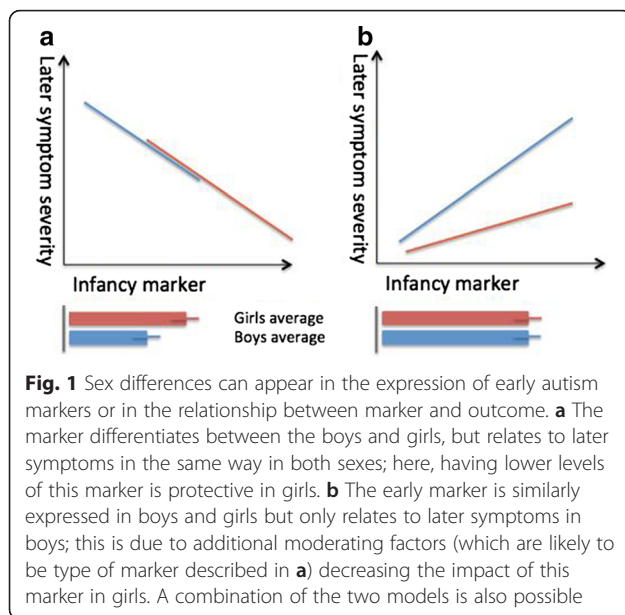 a
b
Later symptom severity
Later symptom severity
Infancy marker
Infancy marker
Girls average
Boys average
Fig. 1 Sex differences can appear in the expression of early autism
markers or in the relationship between marker and outcome. a The
marker differentiates between the boys and girls, but relates to later
symptoms in the same way in both sexes; here, having lower levels
of this marker is protective in girls. b The early marker is similarly
expressed in boys and girls but only relates to later symptoms in
boys; this is due to additional moderating factors (which are likely to
be type of marker described in a) decreasing the impact of this
marker in girls. A combination of the two models is also possible